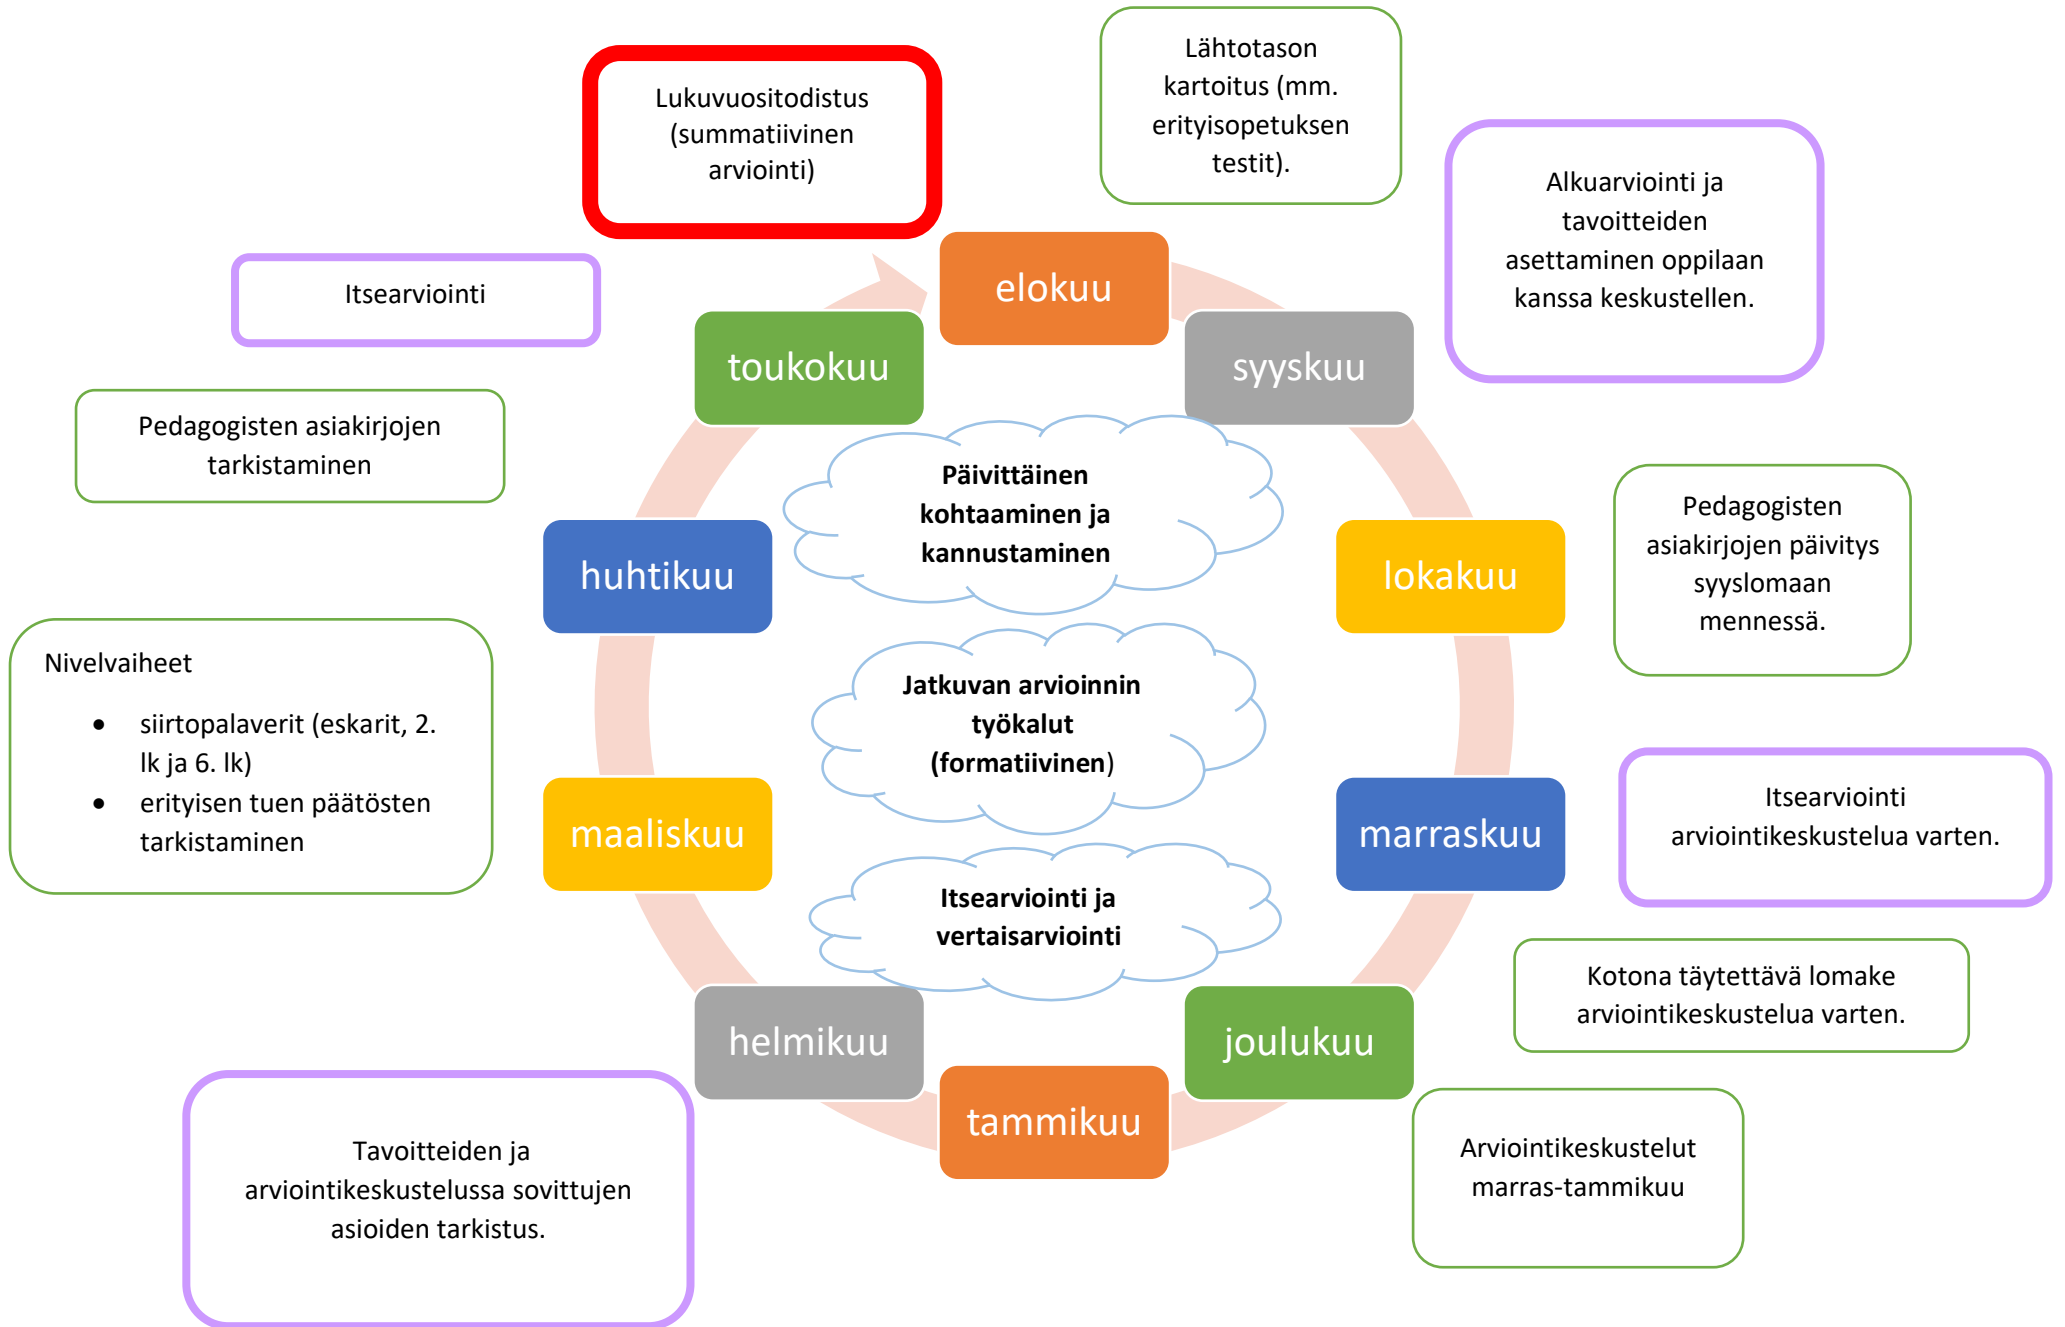 Lähtotason
kartoitus (mm.
erityisopetuksen
testit).
Lukuvuositodistus
(summatiivinen
arviointi)
Alkuarviointi ja
tavoitteiden
asettaminen oppilaan
kanssa keskustellen.
elokuu
Itsearviointi
toukokuu
syyskuu
Pedagogisten asiakirjojen
tarkistaminen
Päivittäinen
kohtaaminen ja
kannustaminen
Pedagogisten
asiakirjojen päivitys
syyslomaan
mennessä.
huhtikuu
lokakuu
Nivelvaiheet
• siirtopalaverit (eskarit, 2.
lk ja 6. lk)
• erityisen tuen päätösten
tarkistaminen
Jatkuvan arvioinnin
työkalut
(formatiivinen)
maaliskuu
marraskuu
Itsearviointi
arviointikeskustelua varten.
Itsearviointi ja
vertaisarviointi
Kotona täytettävä lomake
arviointikeskustelua varten.
helmikuu
joulukuu
tammikuu
Arviointikeskustelut
marras-tammikuu
Tavoitteiden ja
arviointikeskustelussa sovittujen
asioiden tarkistus.